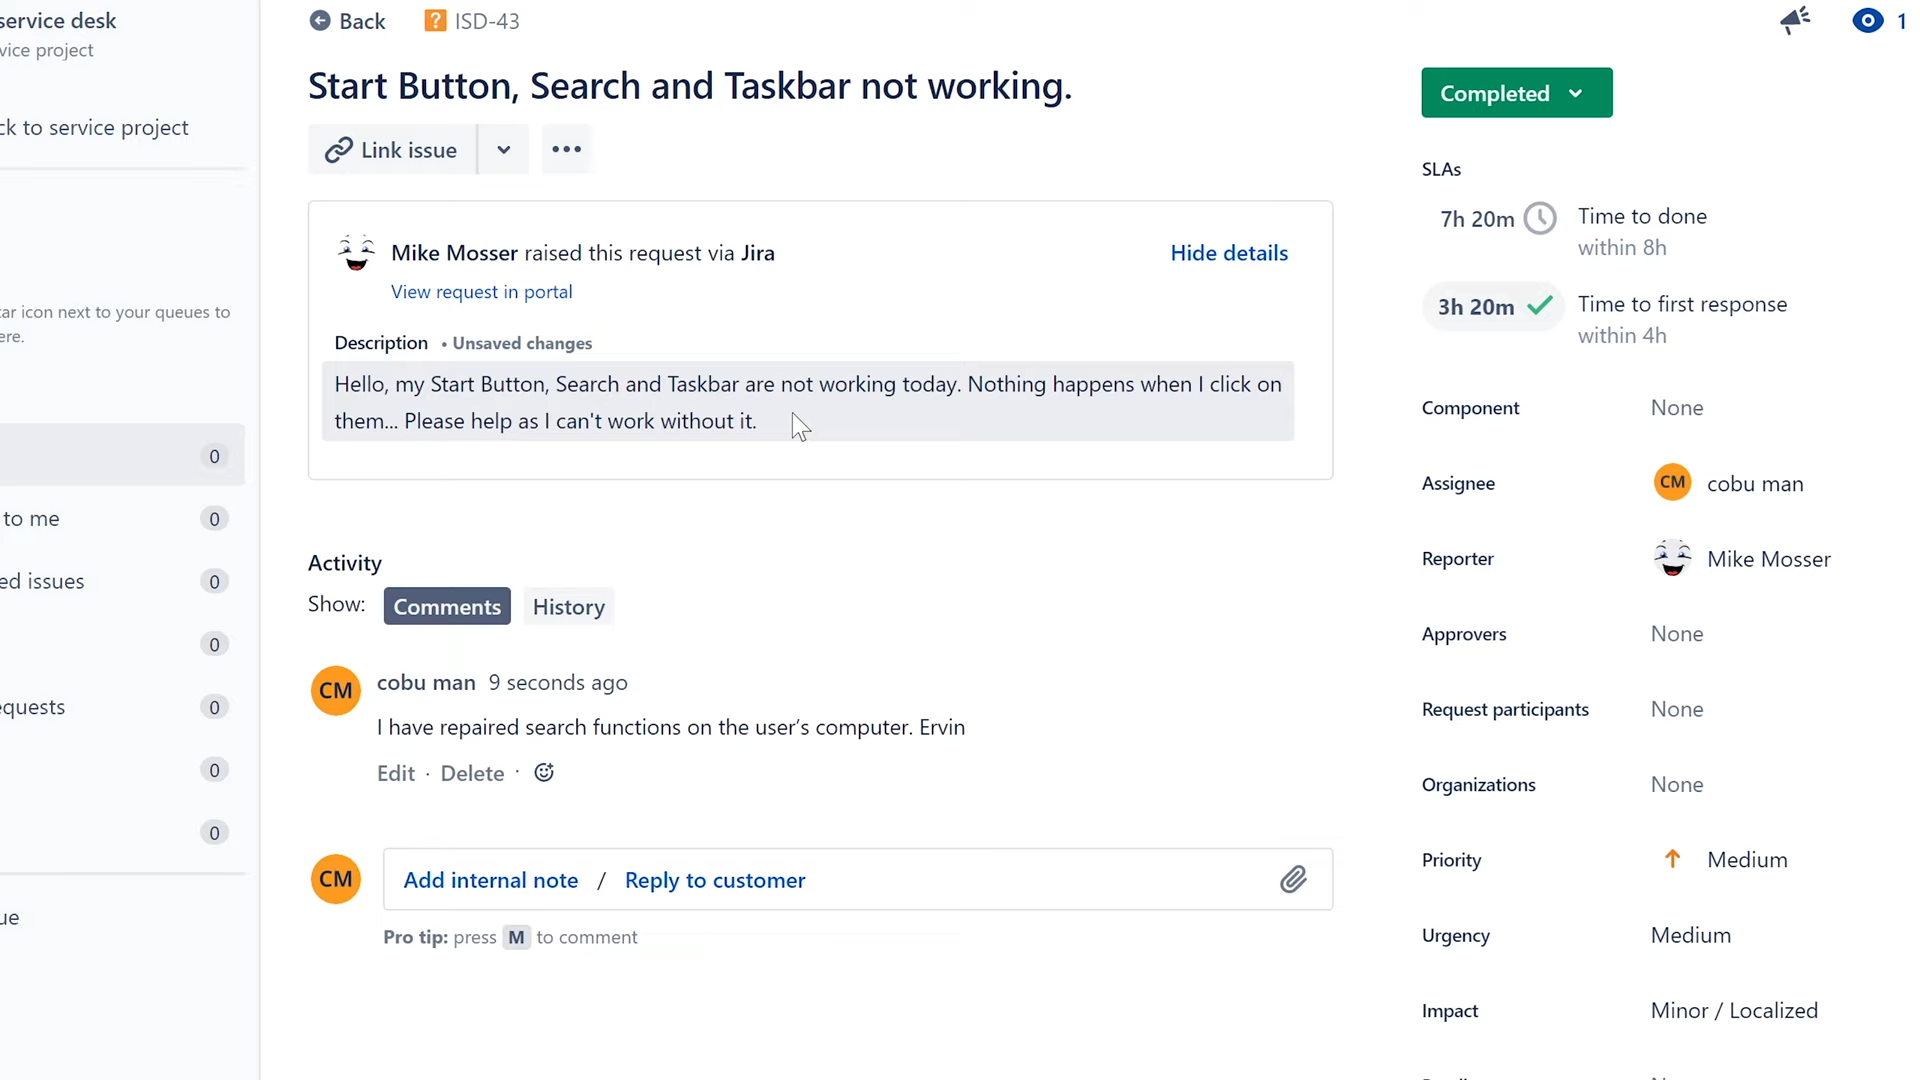 service desk
vice project
ck to service project
ar icon next to your queues to
ere.
0
to me 0
ed issues 0
0
equests 0
0
0
ue
Back ? ISD-43
1
Start Button, Search and Taskbar not working.
Link issue
Mike Mosser raised this request via Jira Hide details
View request in portal
Description • Unsaved changes
Hello, my Start Button, Search and Taskbar are not working today. Nothing happens when I click on
them... Please help as I can't work without it.
Activity
Show: Comments History
CM cobu man 9 seconds ago
I have repaired search functions on the user’s computer. Ervin
Edit · Delete ·
CM Add internal note / Reply to customer
Pro tip: press M to comment
Completed
SLAs
7h 20m Time to done
within 8h
3h 20m Time to first response
within 4h
Component None
Assignee CM cobu man
Reporter Mike Mosser
Approvers None
Request participants None
Organizations None
Priority Medium
Urgency Medium
Impact Minor / Localized